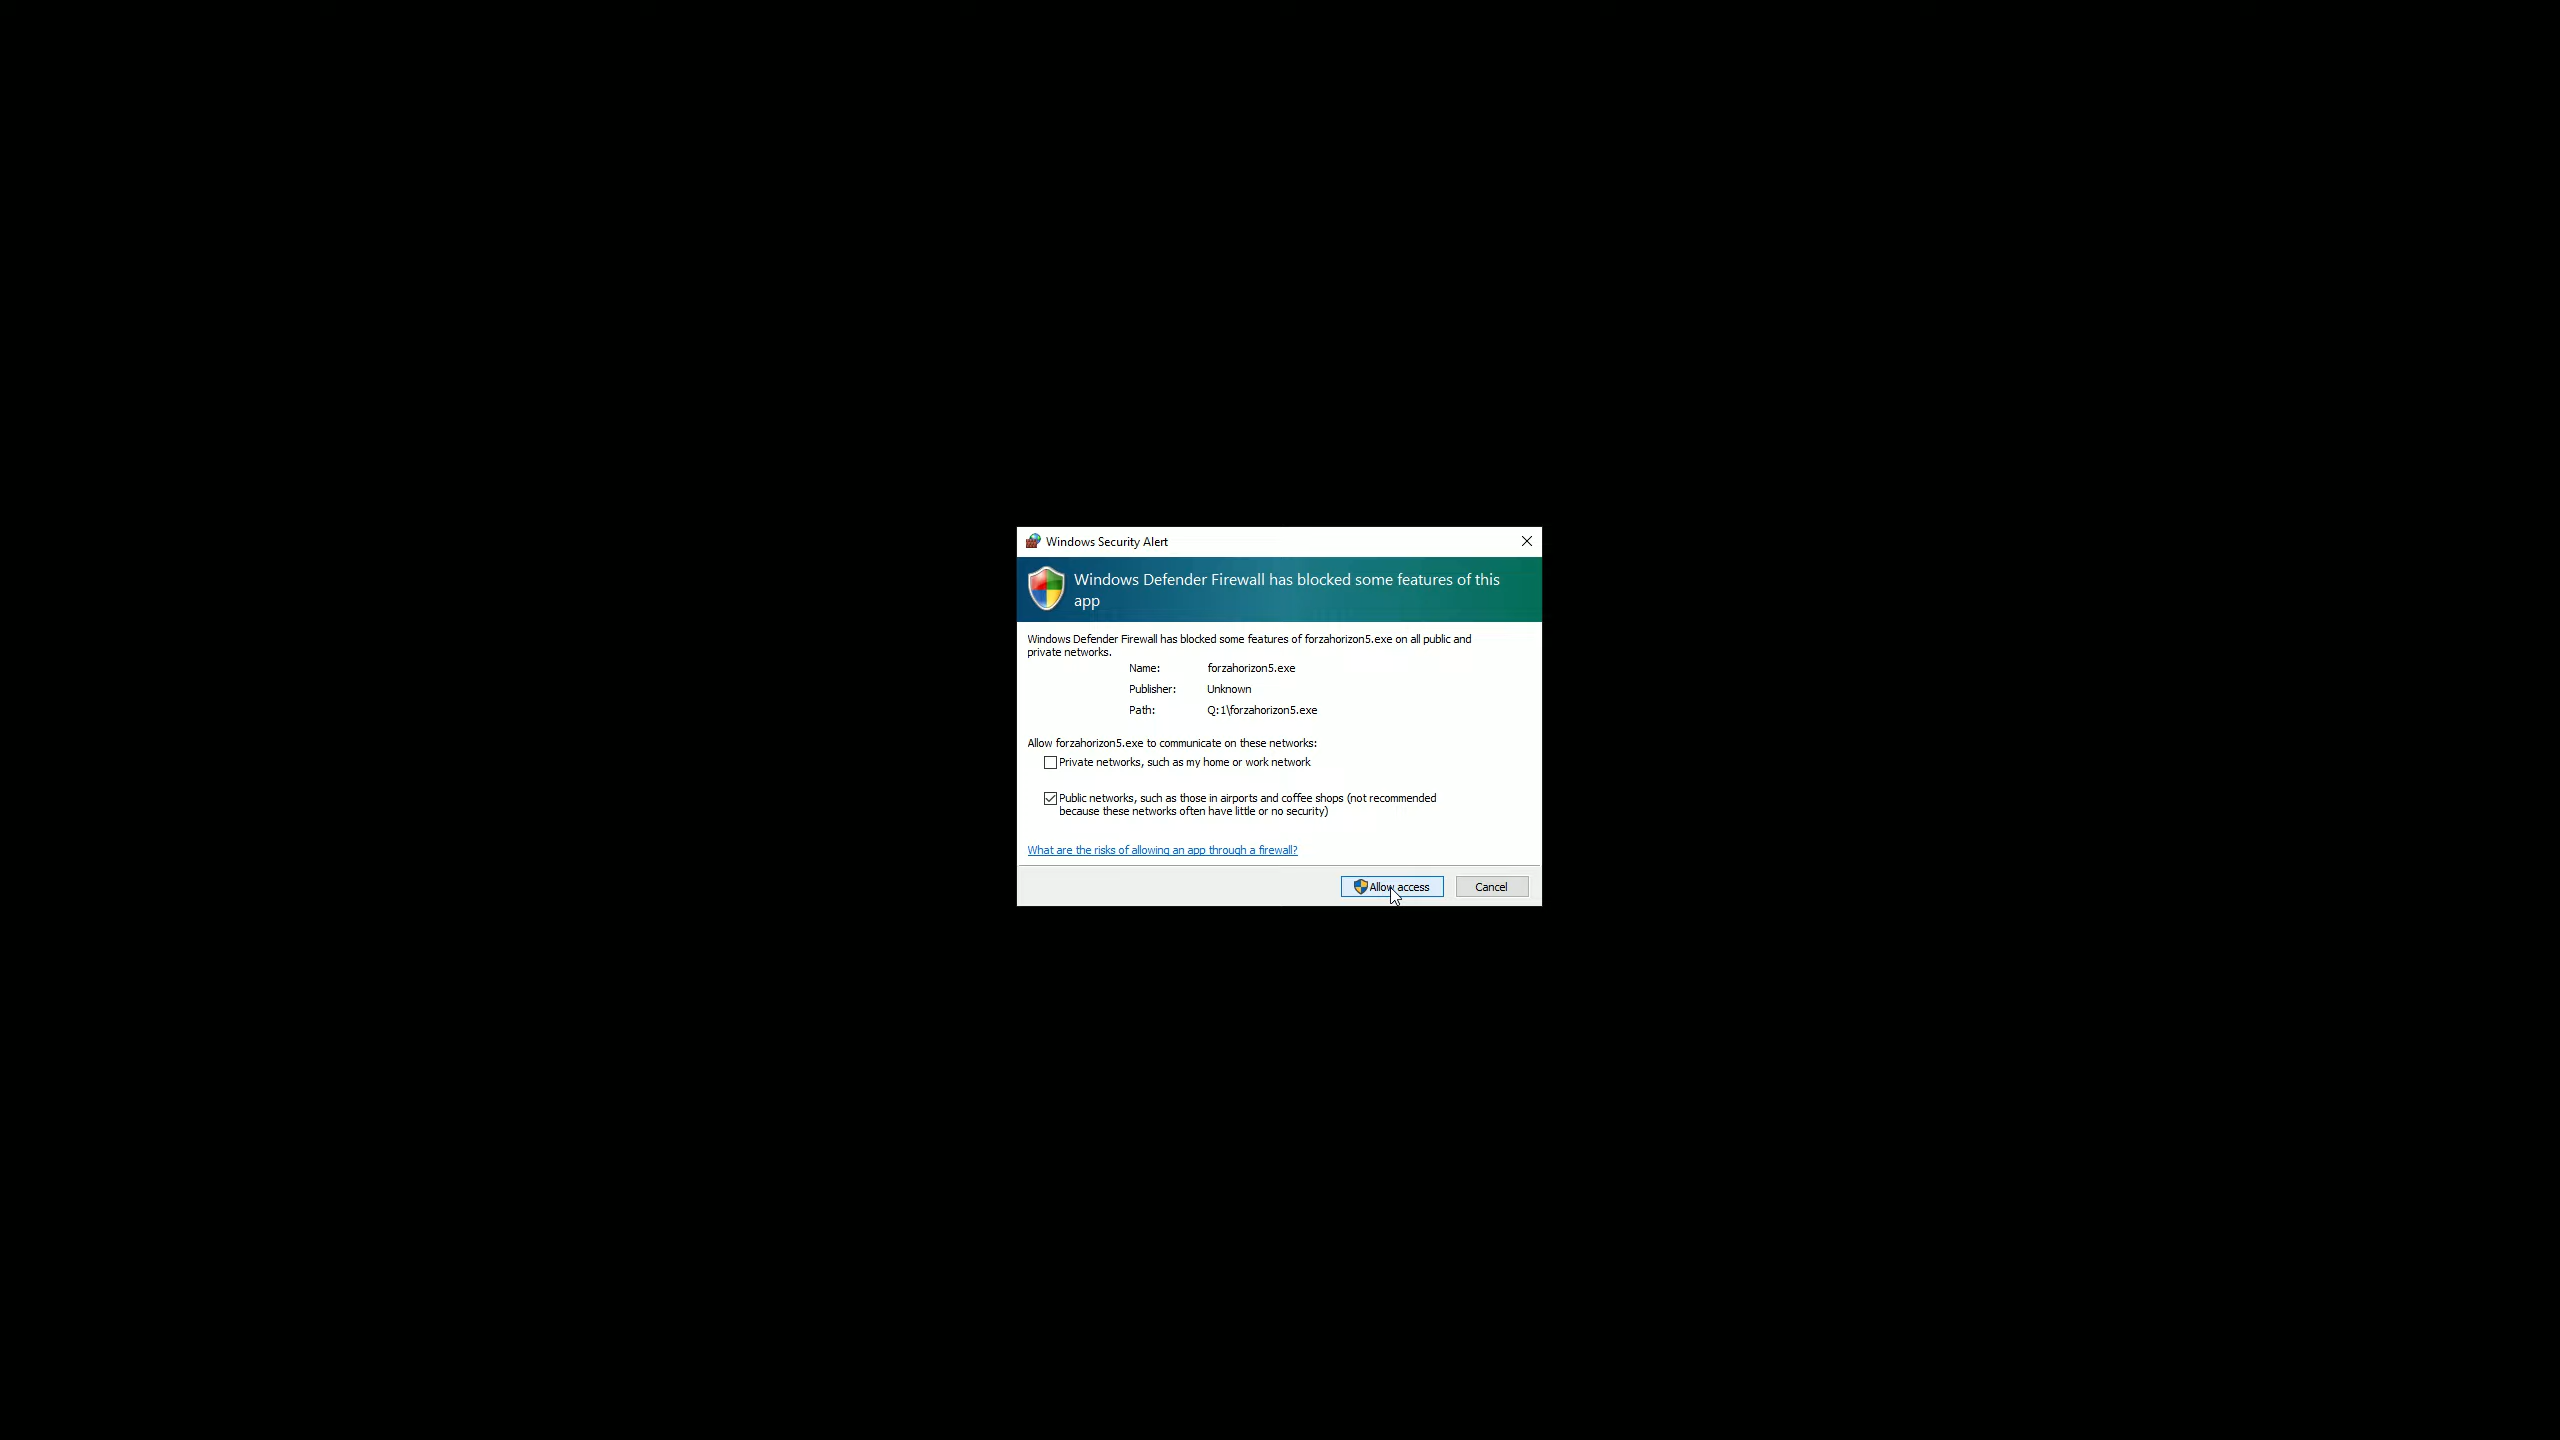 Windows Security Alert
Windows Defender Firewall has blocked some features of this
app
Windows Defender Firewall has blocked some features of forzahorizon5.exe on all public and
private networks.
Name: forzahorizon5.exe
Publisher: Unknown
Path: Q:1\forzahorizon5.exe
Allow forzahorizon5.exe to communicate on these networks:
Private networks, such as my home or work network
Public networks, such as those in airports and coffee shops (not recommended
because these networks often have little or no security)
What are the risks of allowing an app through a firewall?
Allow access Cancel